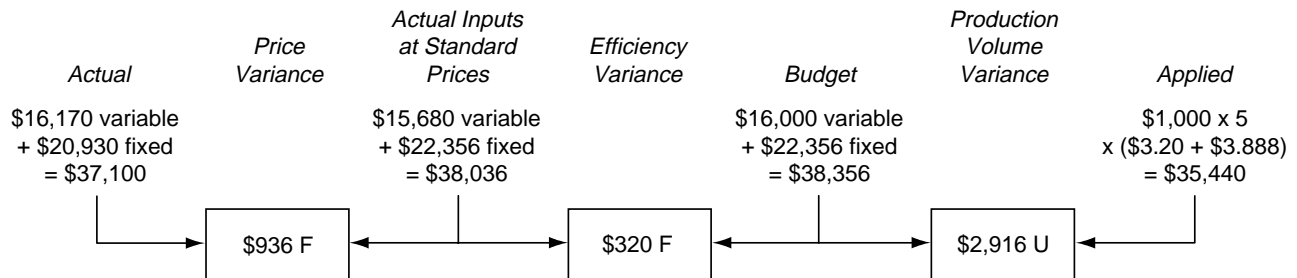 Actual
Price
Variance
Actual Inputs
at Standard
Prices
Efficiency
Variance
Budget
Production
Volume
Variance
Applied
$16,170 variable
+ $20,930 fixed
= $37,100
$15,680 variable
+ $22,356 fixed
= $38,036
$16,000 variable
+ $22,356 fixed
= $38,356
$1,000 x 5
x ($3.20 + $3.888)
= $35,440
$936 F
$320 F
$2,916 U